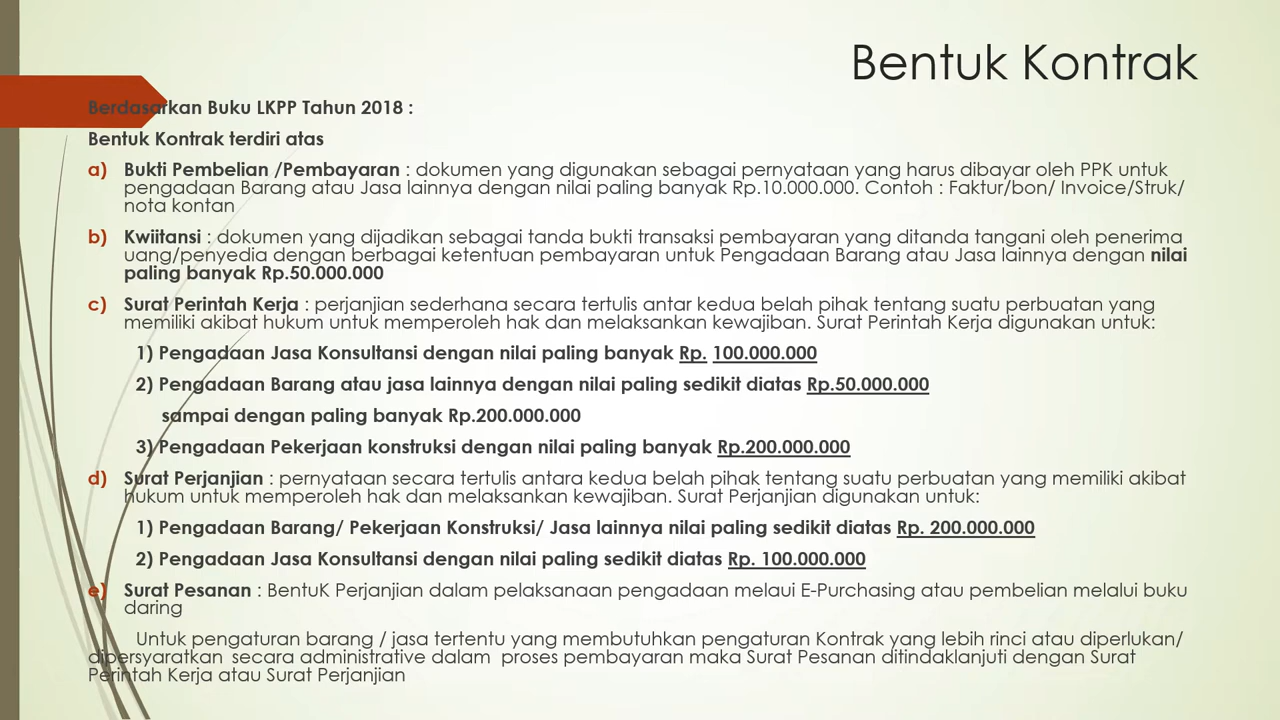 Bentuk Kontrak
Berdasarkan Buku LKPP Tahun 2018 :
Bentuk Kontrak terdiri atas
a) Bukti Pembelian /Pembayaran : dokumen yang digunakan sebagai pernyataan yang harus dibayar oleh PPK untuk
pengadaan Barang atau Jasa lainnya dengan nilai paling banyak Rp.10.000.000. Contoh : Faktur/bon/ Invoice/Struk/
nota kontan
b) Kwiitansi : dokumen yang dijadikan sebagai tanda bukti transaksi pembayaran yang ditanda tangani oleh penerima
uang/penyedia dengan berbagai ketentuan pembayaran untuk Pengadaan Barang atau Jasa lainnya dengan nilai
paling banyak Rp.50.000.000
c) Surat Perintah Kerja : perjanjian sederhana secara tertulis antar kedua belah pihak tentang suatu perbuatan yang
memiliki akibat hukum untuk memperoleh hak dan melaksankan kewajiban. Surat Perintah Kerja digunakan untuk:
1) Pengadaan Jasa Konsultansi dengan nilai paling banyak Rp. 100.000.000
2) Pengadaan Barang atau jasa lainnya dengan nilai paling sedikit diatas Rp.50.000.000
sampai dengan paling banyak Rp.200.000.000
3) Pengadaan Pekerjaan konstruksi dengan nilai paling banyak Rp.200.000.000
d) Surat Perjanjian : pernyataan secara tertulis antara kedua belah pihak tentang suatu perbuatan yang memiliki akibat
hukum untuk memperoleh hak dan melaksankan kewajiban. Surat Perjanjian digunakan untuk:
1) Pengadaan Barang/ Pekerjaan Konstruksi/ Jasa lainnya nilai paling sedikit diatas Rp. 200.000.000
2) Pengadaan Jasa Konsultansi dengan nilai paling sedikit diatas Rp. 100.000.000
e) Surat Pesanan : BentuK Perjanjian dalam pelaksanaan pengadaan melaui E-Purchasing atau pembelian melalui buku
daring
Untuk pengaturan barang / jasa tertentu yang membutuhkan pengaturan Kontrak yang lebih rinci atau diperlukan/
dipersyaratkan secara administrative dalam proses pembayaran maka Surat Pesanan ditindaklanjuti dengan Surat
Perintah Kerja atau Surat Perjanjian